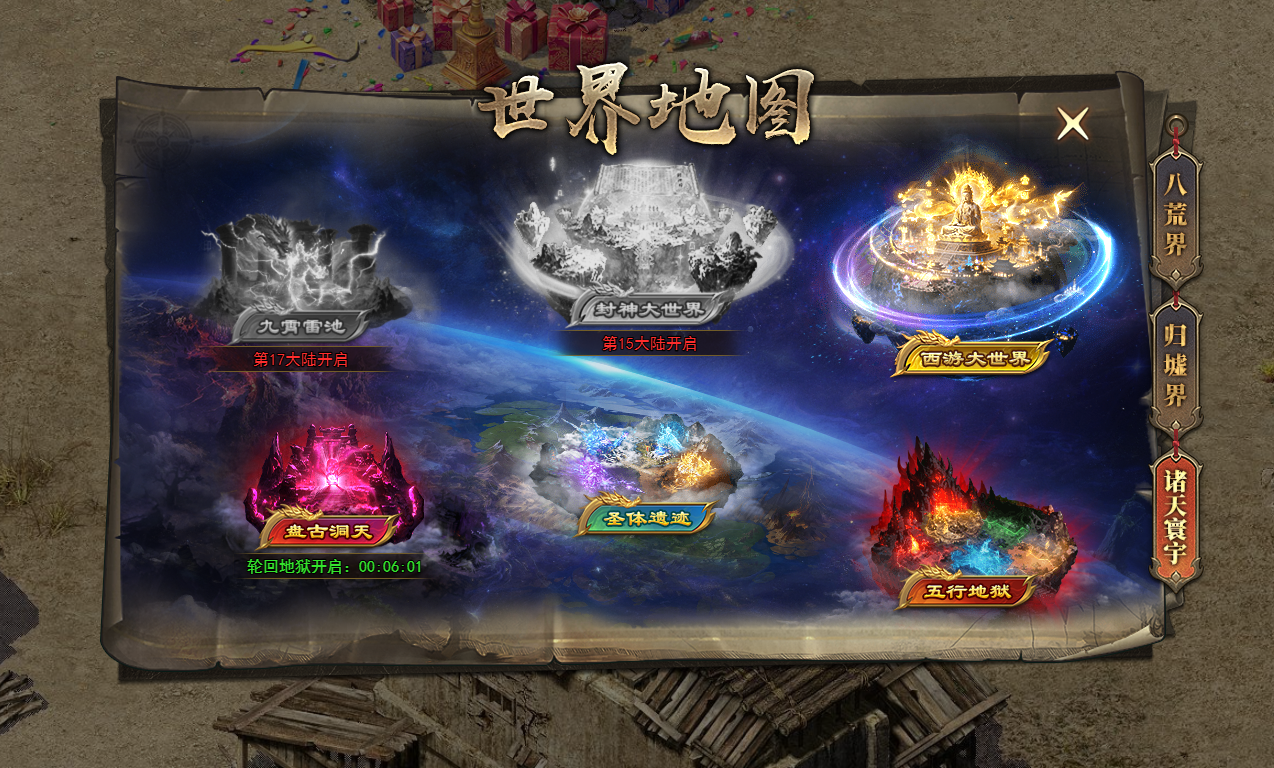 世界地图
九霄雷池
第17大陆开启
封神大世界
第15大陆开启
西游大世界
盘古洞天
轮回地狱开启：00:06:01
圣体遗迹
五行地狱
八荒界
归墟界
诸天寰宇